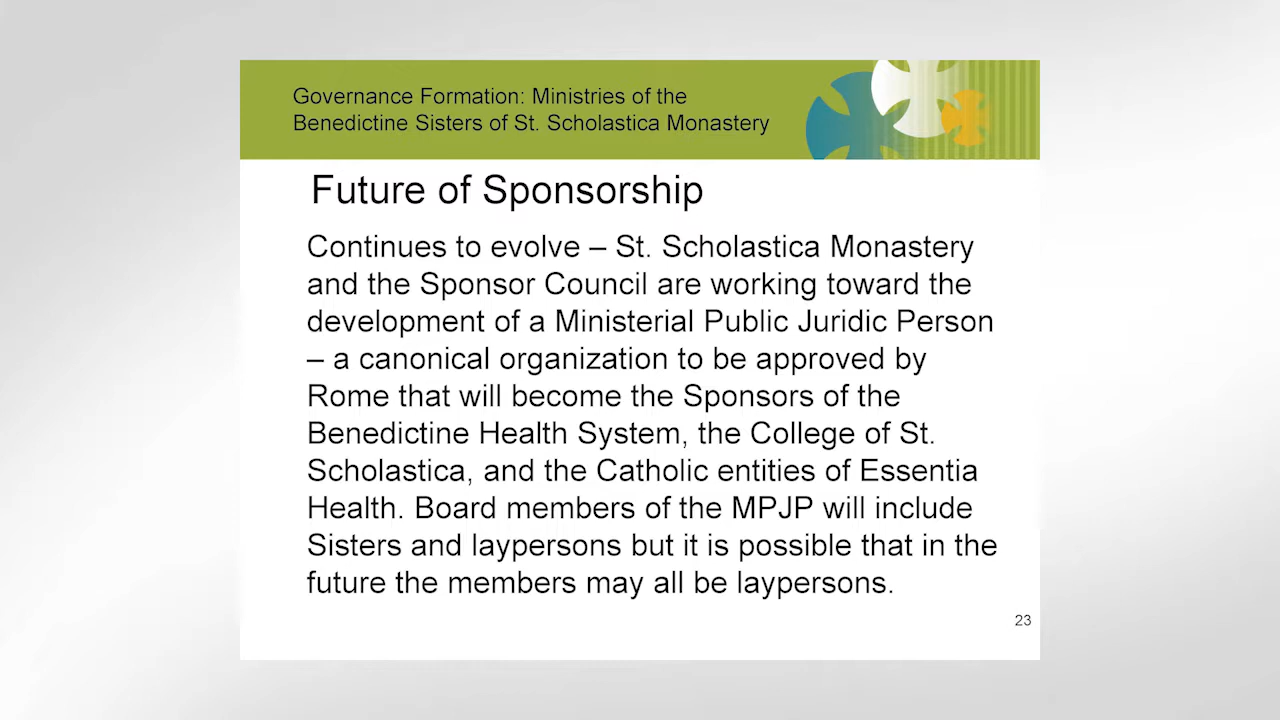 Governance Formation: Ministries of the
Benedictine Sisters of St. Scholastica Monastery
Future of Sponsorship
Continues to evolve – St. Scholastica Monastery
and the Sponsor Council are working toward the
development of a Ministerial Public Juridic Person
– a canonical organization to be approved by
Rome that will become the Sponsors of the
Benedictine Health System, the College of St.
Scholastica, and the Catholic entities of Essentia
Health. Board members of the MPJP will include
Sisters and laypersons but it is possible that in the
future the members may all be laypersons.
23